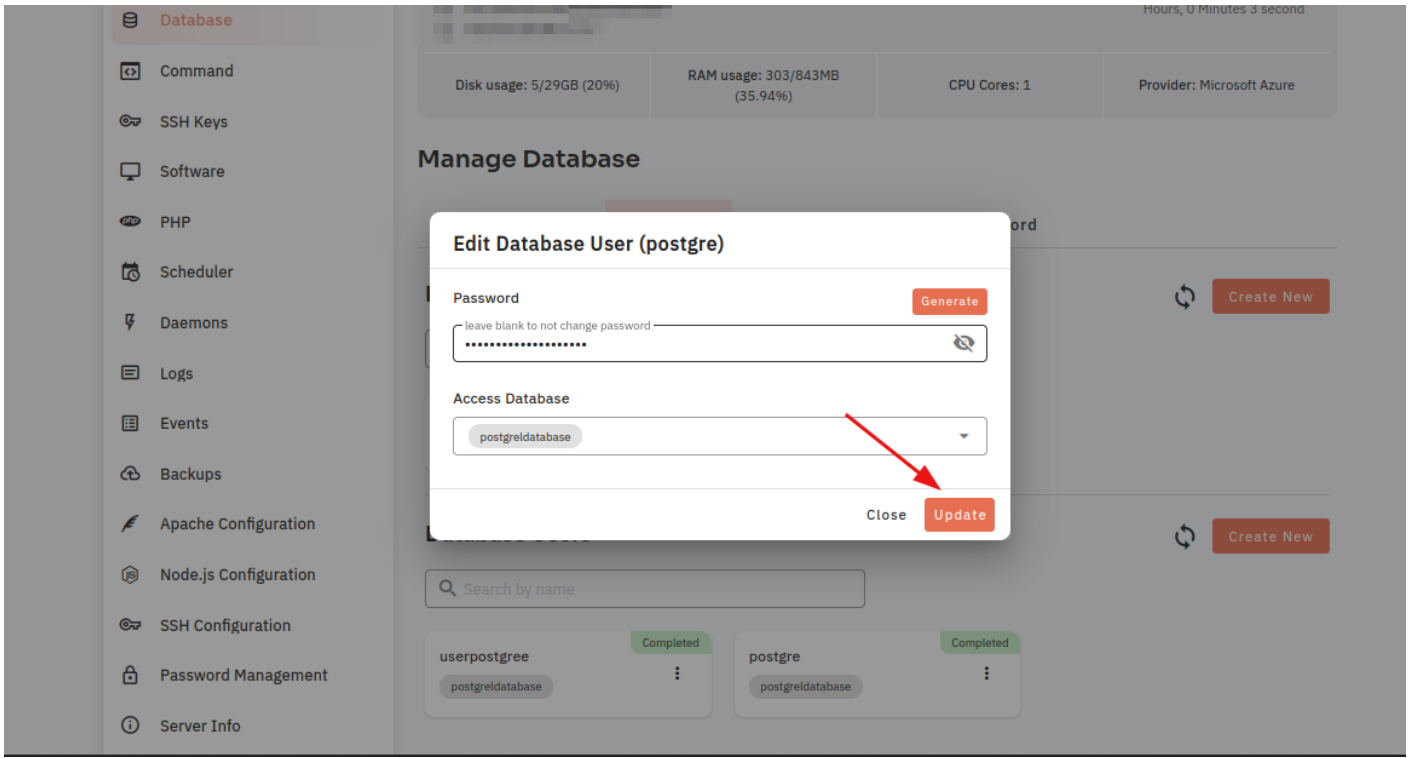 Database
Command
SSH Keys
Software
PHP
Scheduler
Daemons
Logs
Events
Backups
Apache Configuration
Node.js Configuration
SSH Configuration
Password Management
Server Info
Hours, 0 Minutes 3 second
Disk usage: 5/29GB (20%)
RAM usage: 303/843MB
(35.94%)
CPU Cores: 1
Provider: Microsoft Azure
Manage Database
ord
Create New
Edit Database User (postgre)
Password
Generate
leave blank to not change password
Access Database
postgreldatabase
Close
Update
Create New
Search by name
userpostgree
Completed
postgreldatabase
postgre
Completed
postgreldatabase